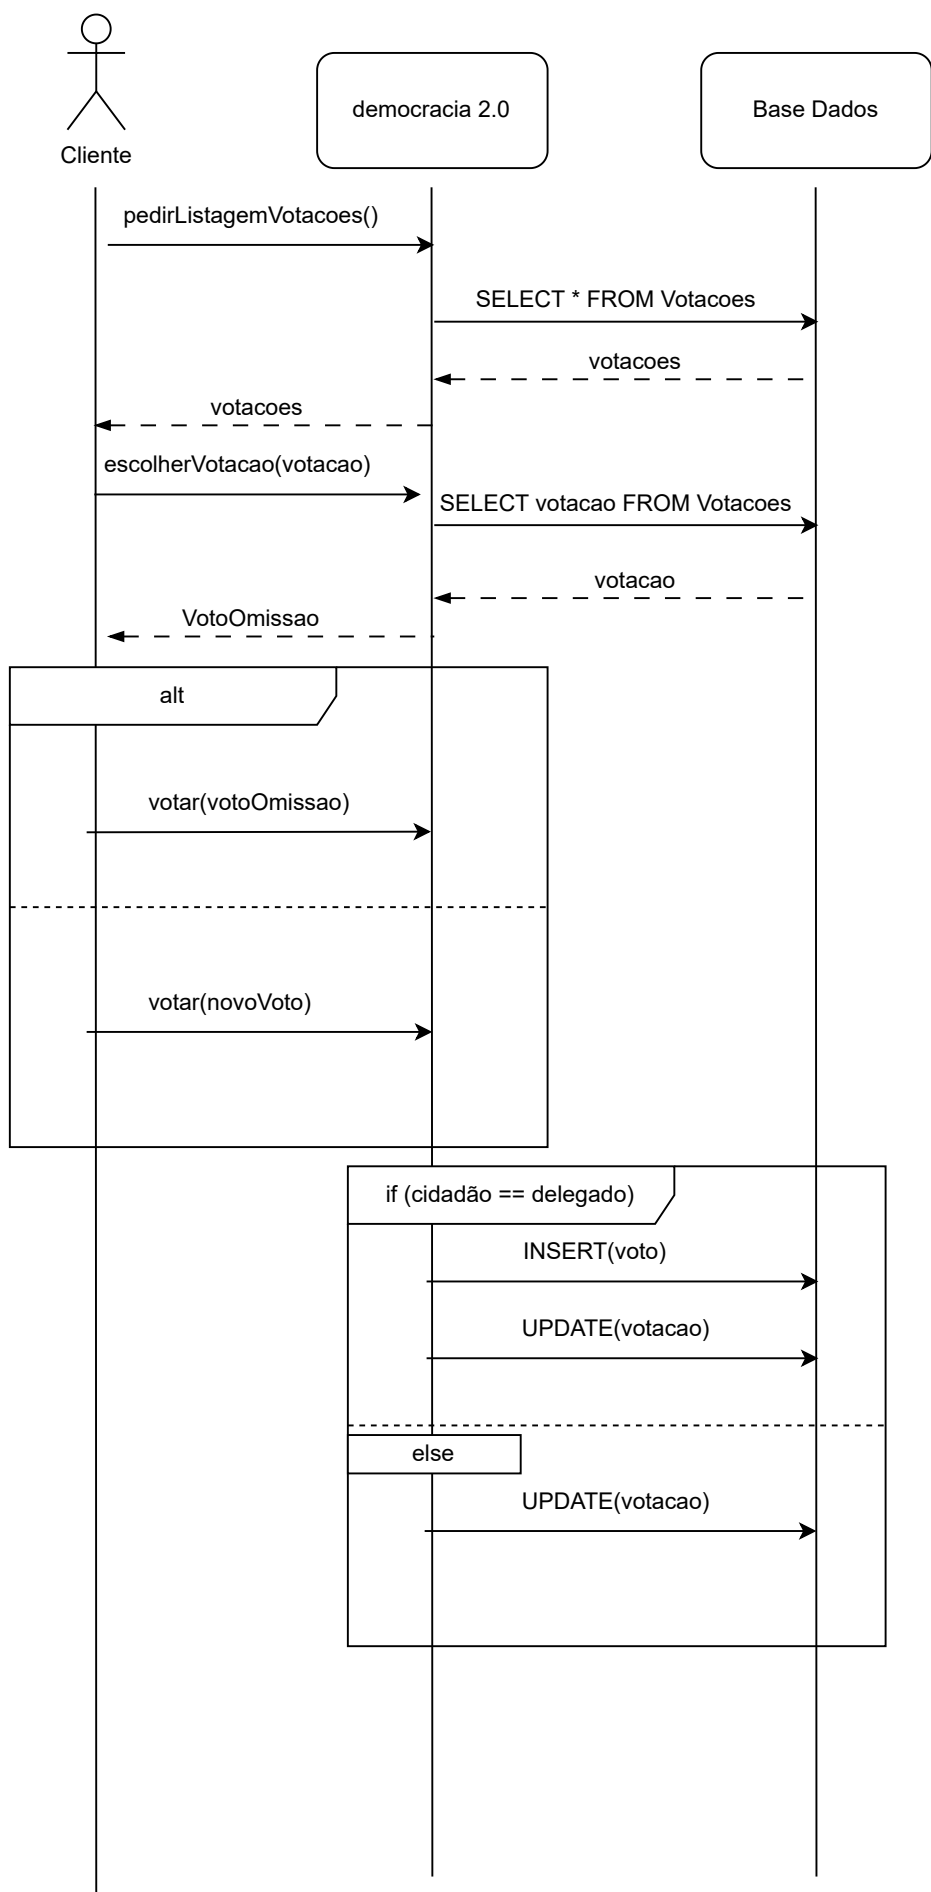 Cliente
democracia 2.0
Base Dados
pedirListagemVotacoes()
SELECT * FROM Votacoes
votacoes
votacoes
escolherVotacao(votacao)
SELECT votacao FROM Votacoes
votacao
VotoOmissao
alt
votar(votoOmissao)
votar(novoVoto)
if (cidadão == delegado)
INSERT(voto)
UPDATE(votacao)
else
UPDATE(votacao)